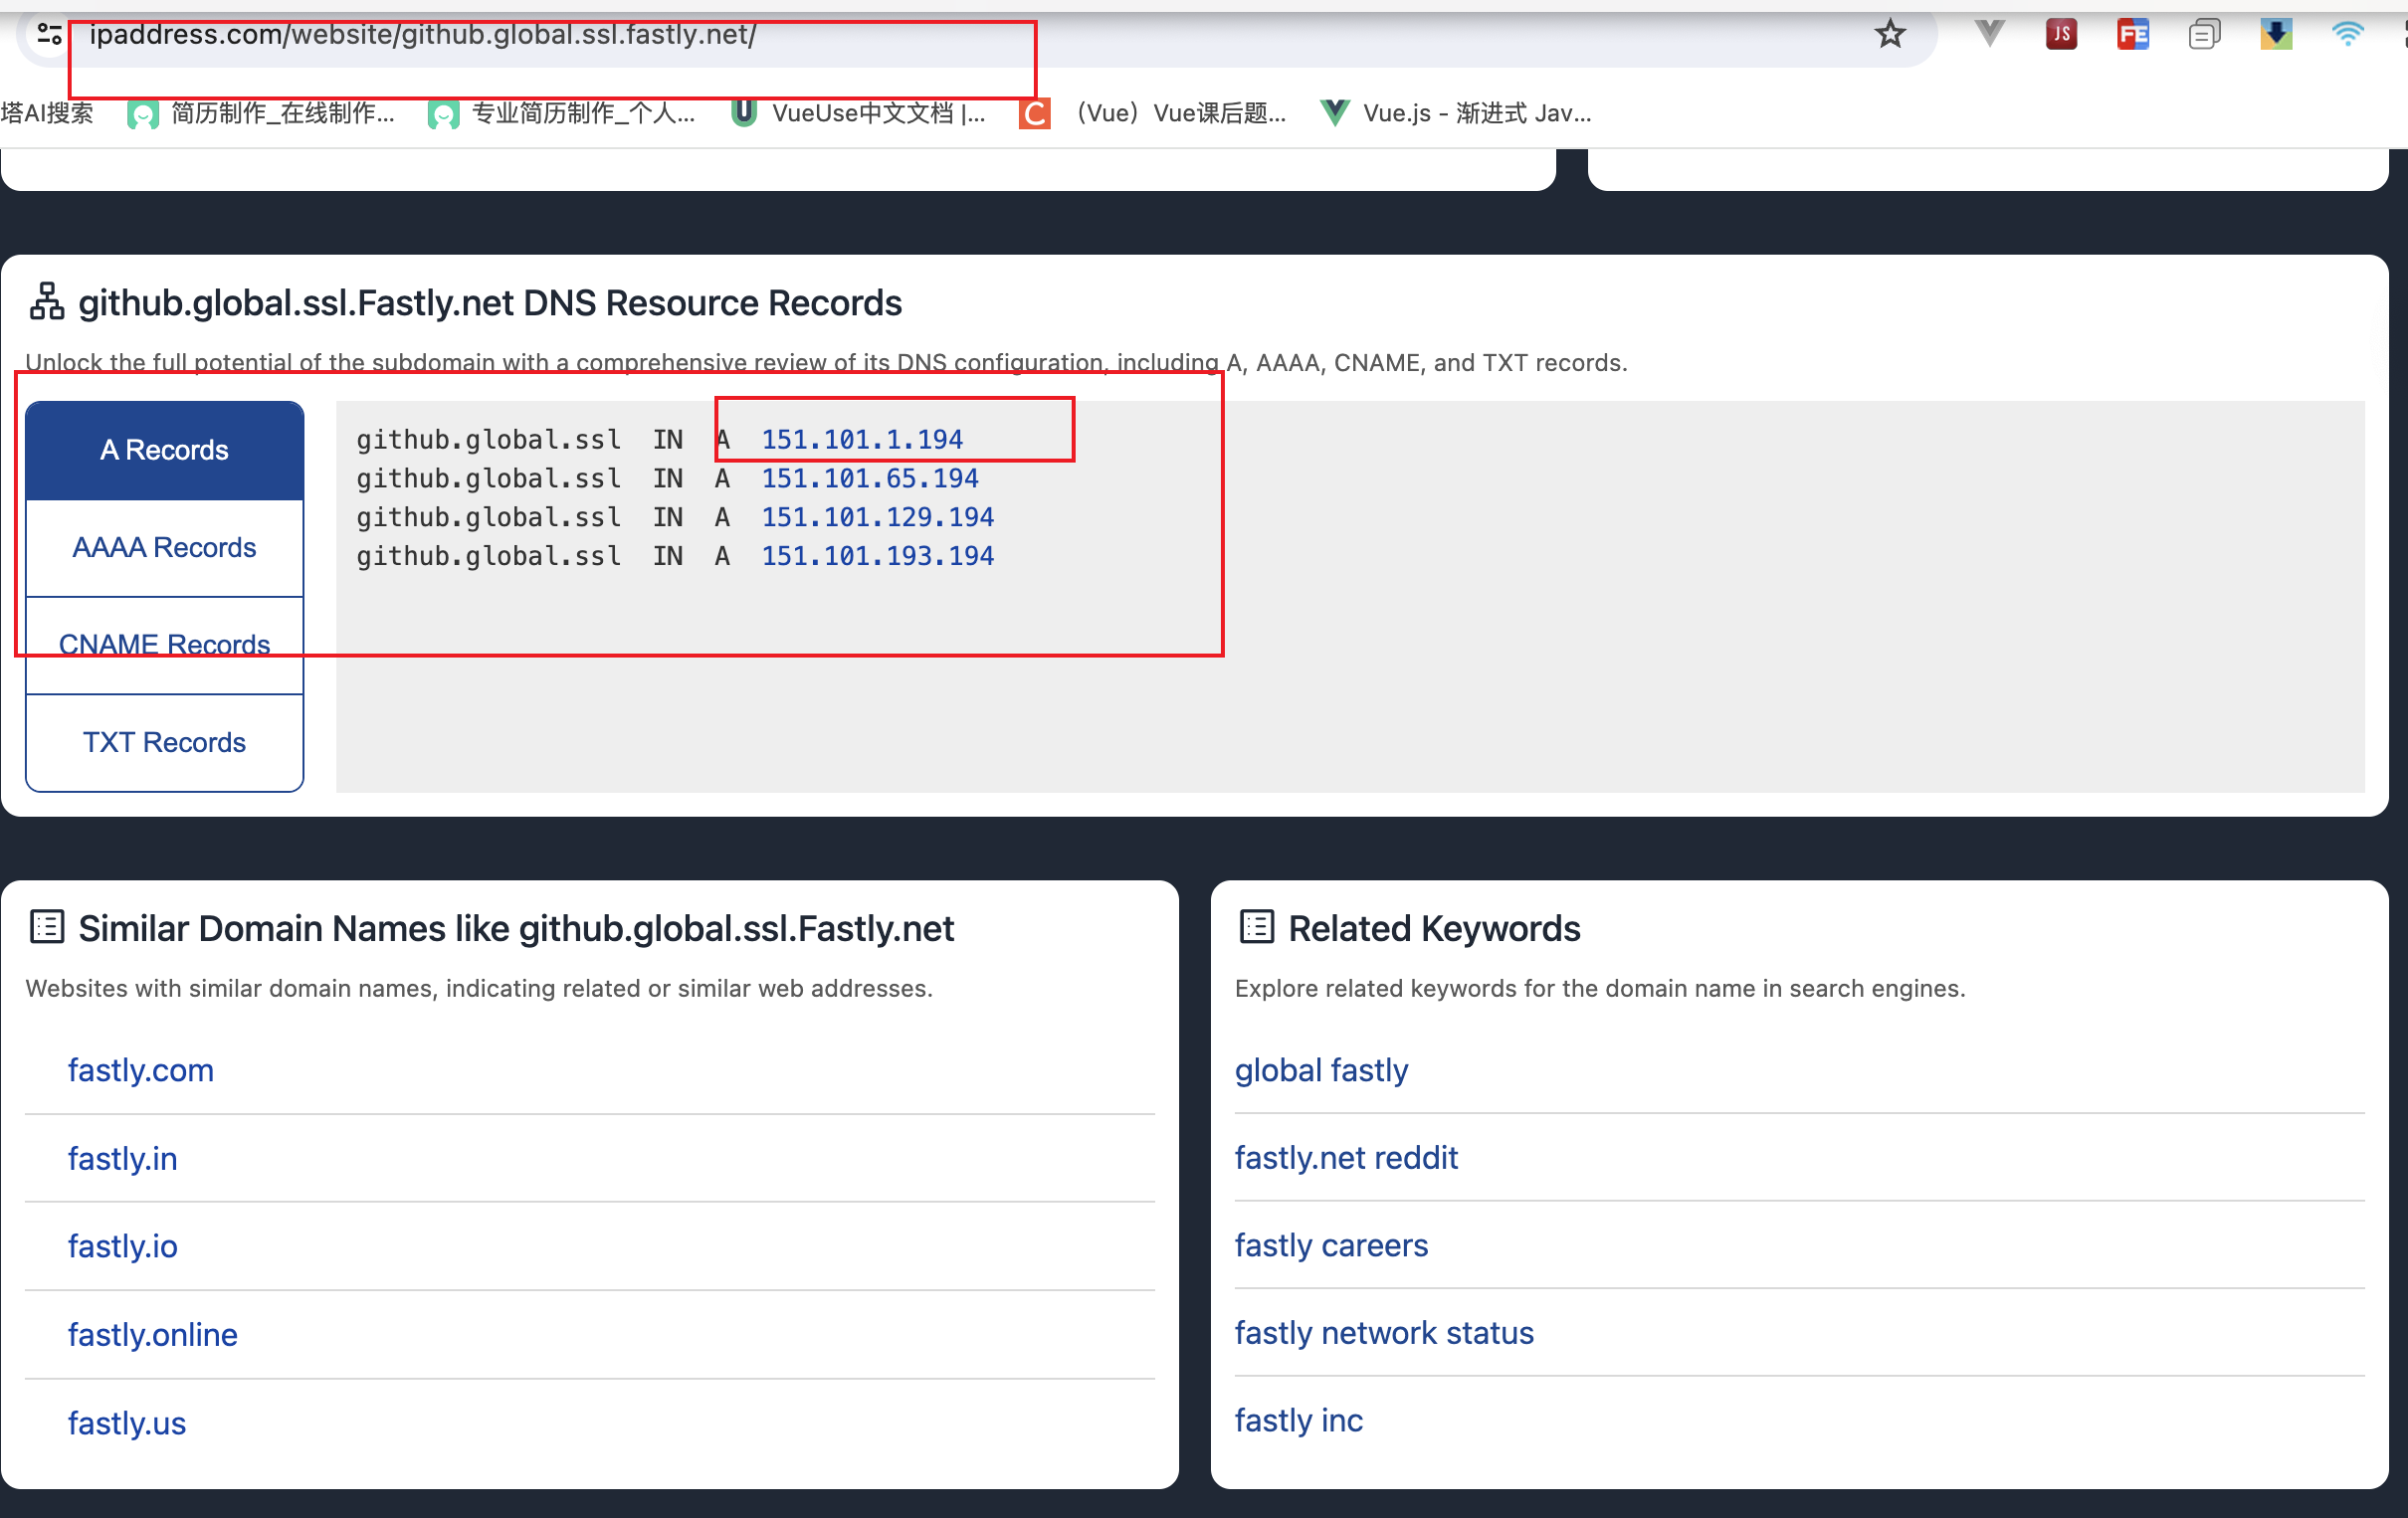 ipaddress.com/website/github.global.ssl.fastly.net/
JS
FE
塔AI搜索
简历制作_在线制作...
专业简历制作_个人...
U
VueUse中文文档 |...
C
（Vue）Vue课后题...
Vue.js - 渐进式 Jav...
github.global.ssl.Fastly.net DNS Resource Records
Unlock the full potential of the subdomain with a comprehensive review of its DNS configuration, including A, AAAA, CNAME, and TXT records.
A Records
AAAA Records
CNAME Records
TXT Records
github.global.ssl IN A 151.101.1.194
github.global.ssl IN A 151.101.65.194
github.global.ssl IN A 151.101.129.194
github.global.ssl IN A 151.101.193.194
Similar Domain Names like github.global.ssl.Fastly.net
Websites with similar domain names, indicating related or similar web addresses.
fastly.com
fastly.in
fastly.io
fastly.online
fastly.us
Related Keywords
Explore related keywords for the domain name in search engines.
global fastly
fastly.net reddit
fastly careers
fastly network status
fastly inc